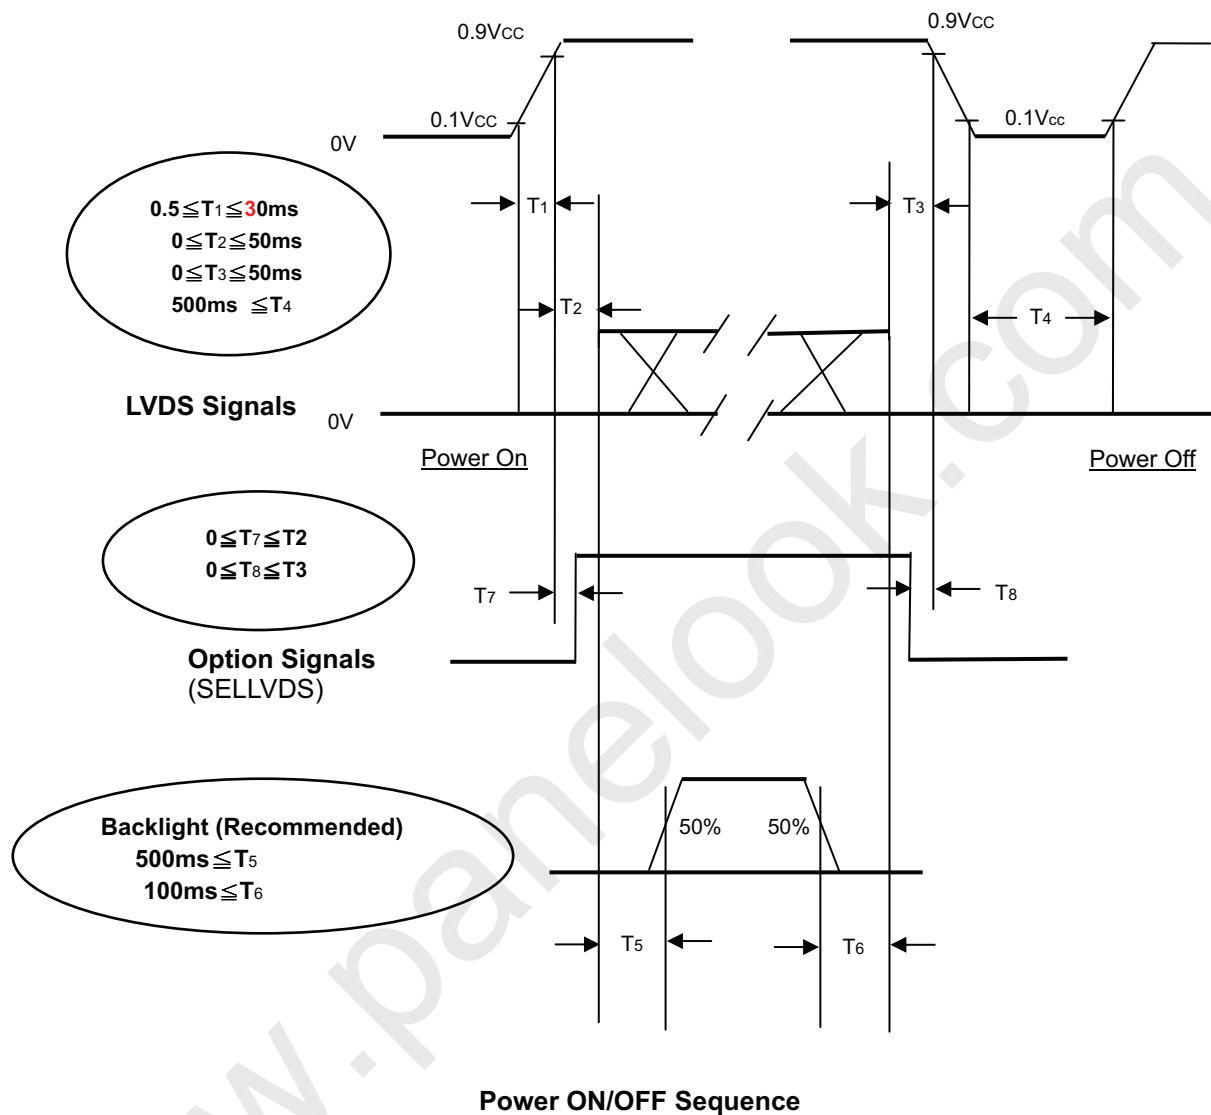 0.9VCC
0.9VCC
0.1VCC
0.1Vcc
0V
0.5≦T1≦30ms
0≦T2≦50ms
0≦T3≦50ms
500ms ≦T4
T1
T3
T2
T4
LVDS Signals
0V
Power On
Power Off
0≦T7≦T2
0≦T8≦T3
T7
T8
Option Signals
(SELLVDS)
Backlight (Recommended)
500ms≦T5
100ms≦T6
50%
50%
T5
T6
Power ON/OFF Sequence
w.panelook.com